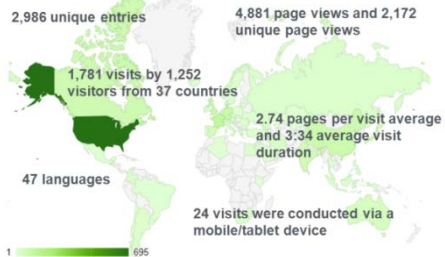 2,986 unique entries
4,881 page views and 2,172
unique page views
1,781 visits by 1,252
visitors from 37 countries
2.74 pages per visit average
and 3:34 average visit
duration
47 languages
24 visits were conducted via a
mobile/tablet device
1 695